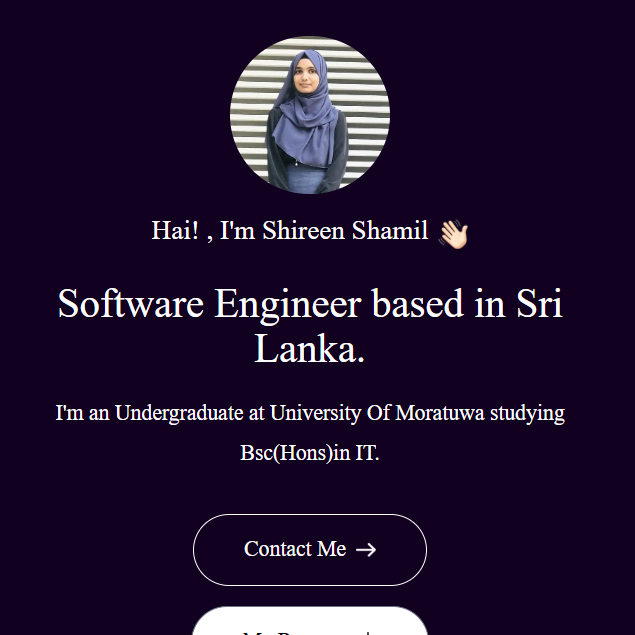 Hai! , I'm Shireen Shamil 👋🏻
Software Engineer based in Sri
Lanka.
I'm an Undergraduate at University Of Moratuwa studying
Bsc(Hons)in IT.
Contact Me →